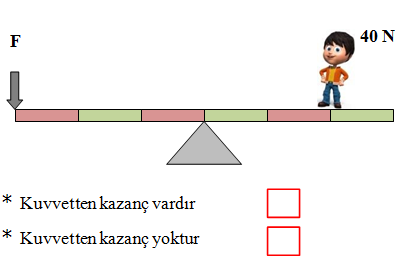 F
40 N
* Kuvvetten kazanç vardır
* Kuvvetten kazanç yoktur